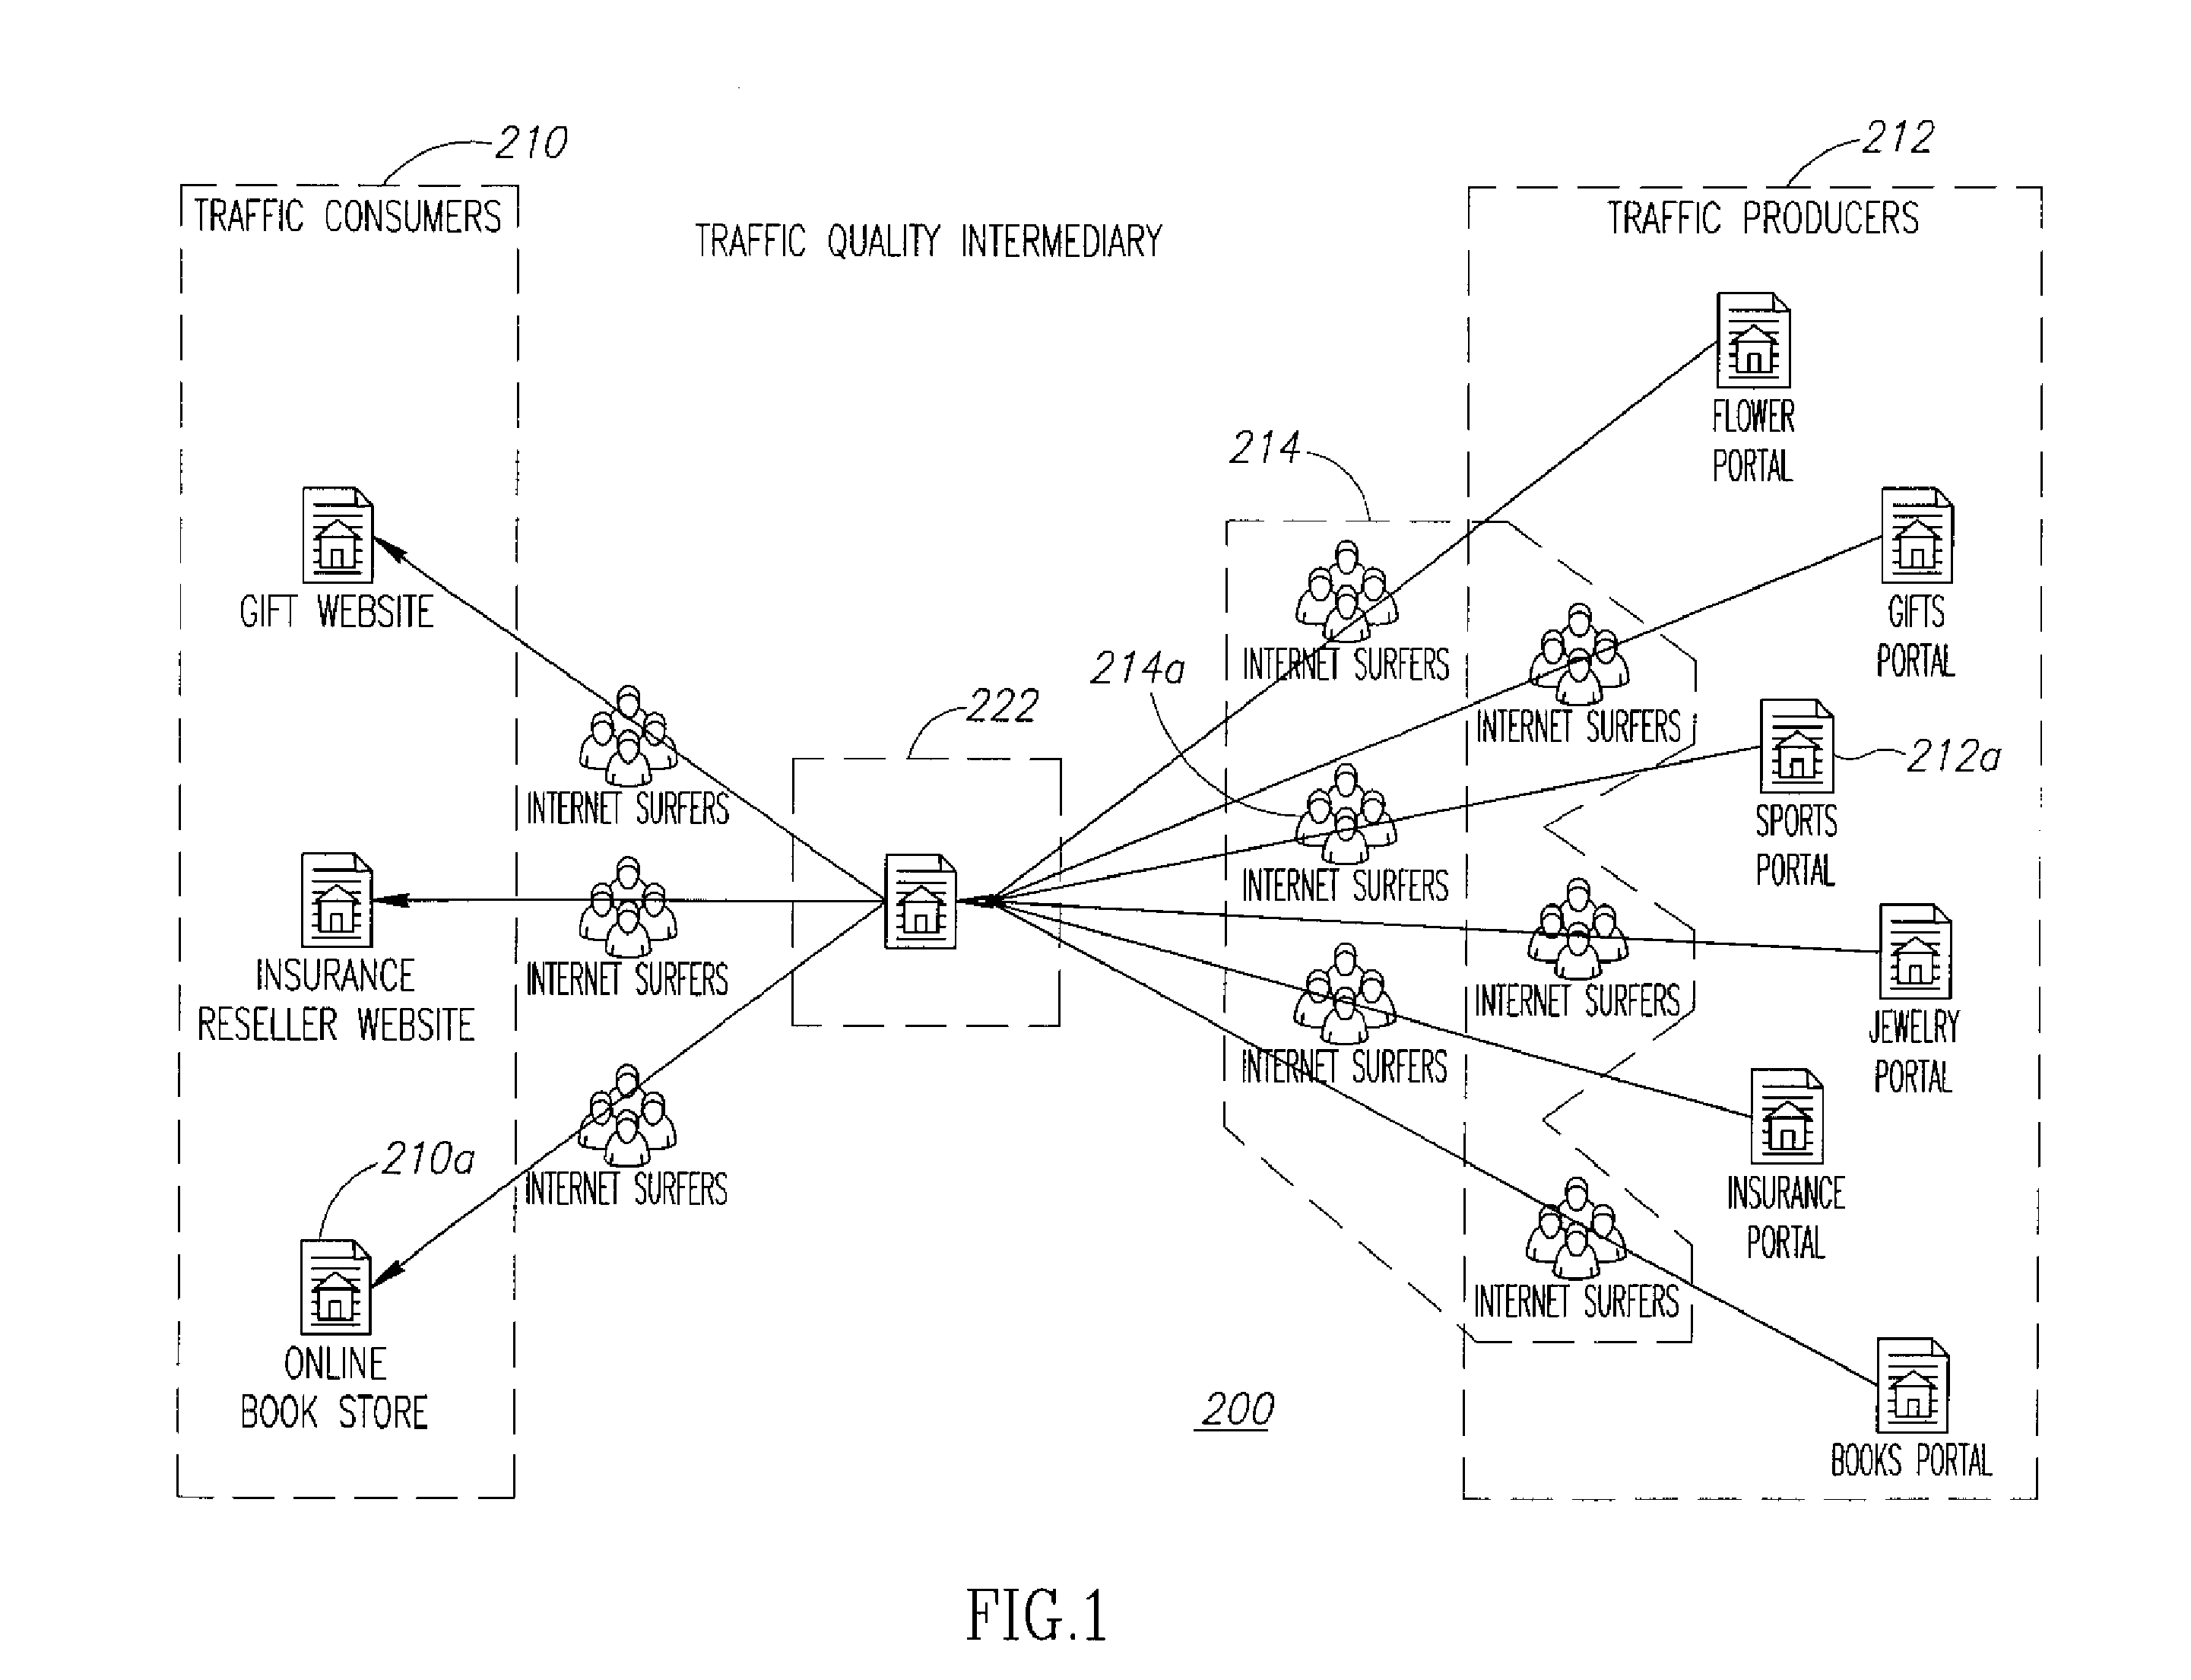 210
212
TRAFFIC CONSUMERS
TRAFFIC QUALITY INTERMEDIARY
TRAFFIC PRODUCERS
FLOWER
PORTAL
214
GIFT WEBSITE
GIFTS
PORTAL
214a
INTERNET SURFERS
INTERNET SURFERS
222
212a
INTERNET SURFERS
SPORTS
PORTAL
INTERNET SURFERS
INSURANCE
RESELLER WEBSITE
INTERNET SURFERS
INTERNET SURFERS
JEWELRY
PORTAL
INTERNET SURFERS
210a
INTERNET SURFERS
INSURANCE
PORTAL
INTERNET SURFERS
ONLINE
BOOK STORE
200
BOOKS PORTAL
FIG.1